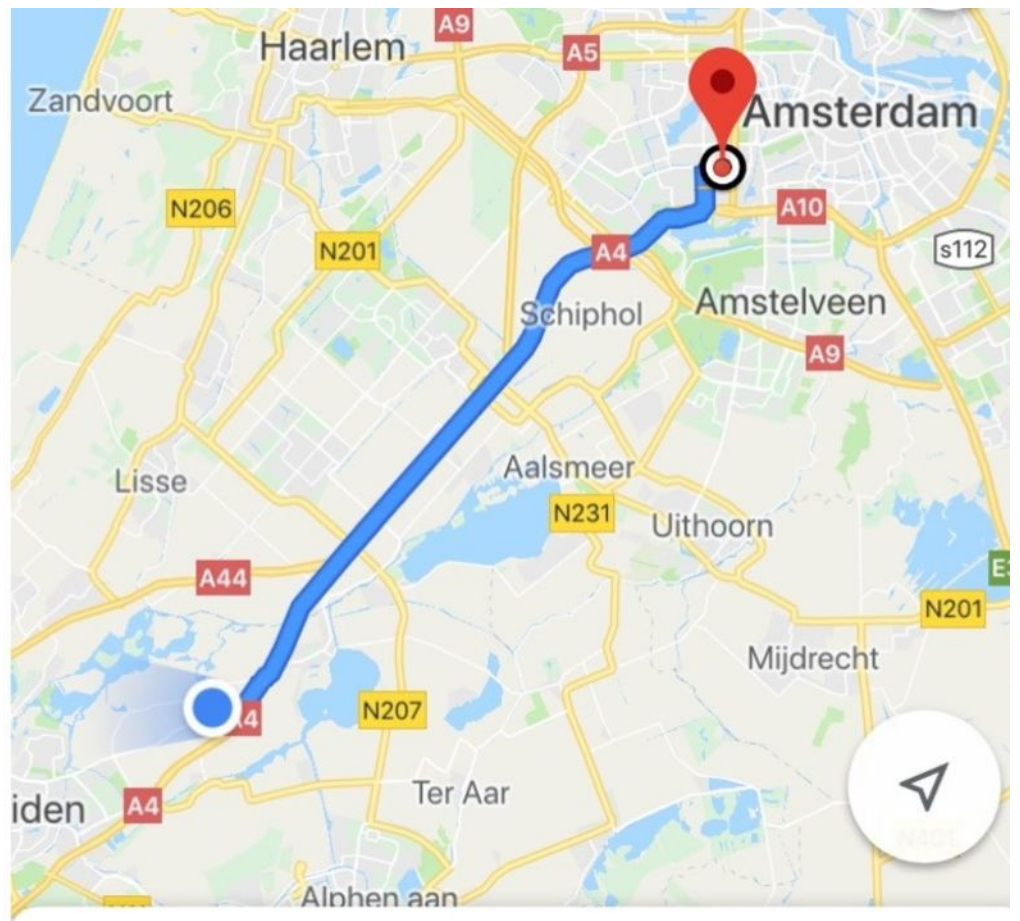 A9
Haarlem
A5
Zandvoort
Amsterdam
N206
A10
N201
A4
s112
Schiphol
Amstelveen
A9
Aalsmeer
Lisse
N231
Uithoorn
A44
N201
Mijdrecht
N207
Ter Aar
A4
iden
Alphen aan